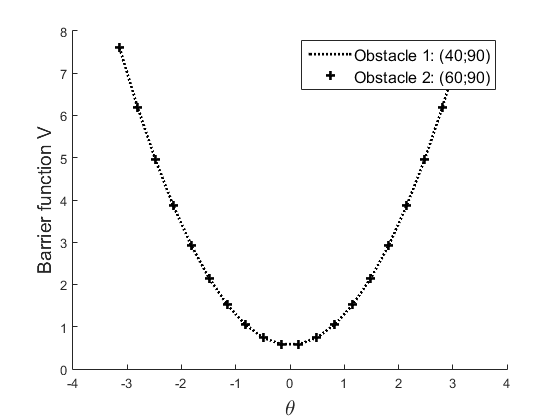 8
7
6
5
4
3
2
1
0
Barrier function V
Obstacle 1: (40;90)
Obstacle 2: (60;90)
-4 -3 -2 -1 0 1 2 3 4
θ